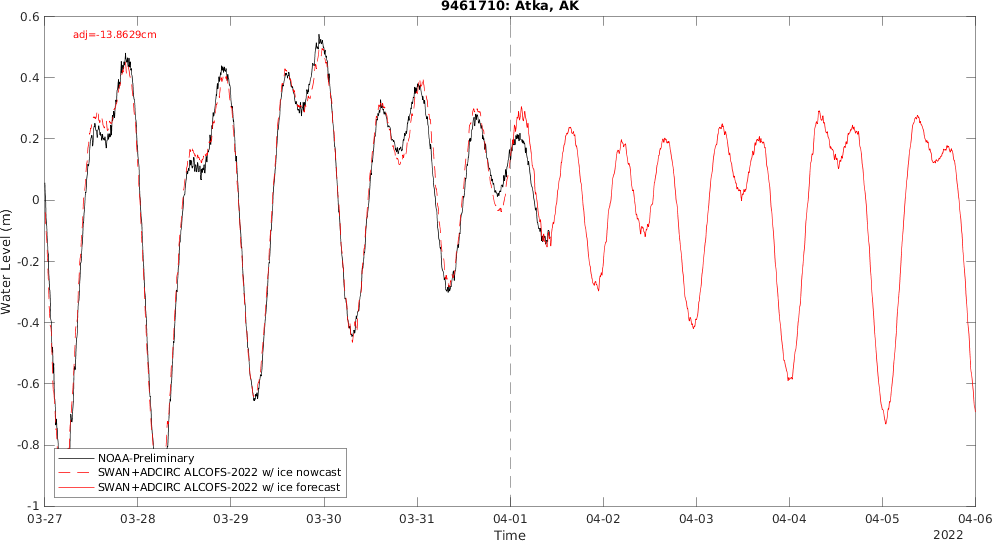 9461710: Atka, AK
adj=-13.8629cm
0.6
0.4
0.2
0
-0.2
-0.4
-0.6
-0.8
-1
Water Level (m)
NOAA-Preliminary
SWAN+ADCIRC ALCOFS-2022 w/ ice nowcast
SWAN+ADCIRC ALCOFS-2022 w/ ice forecast
03-27 03-28 03-29 03-30 03-31 04-01 04-02 04-03 04-04 04-05 04-06
Time
2022